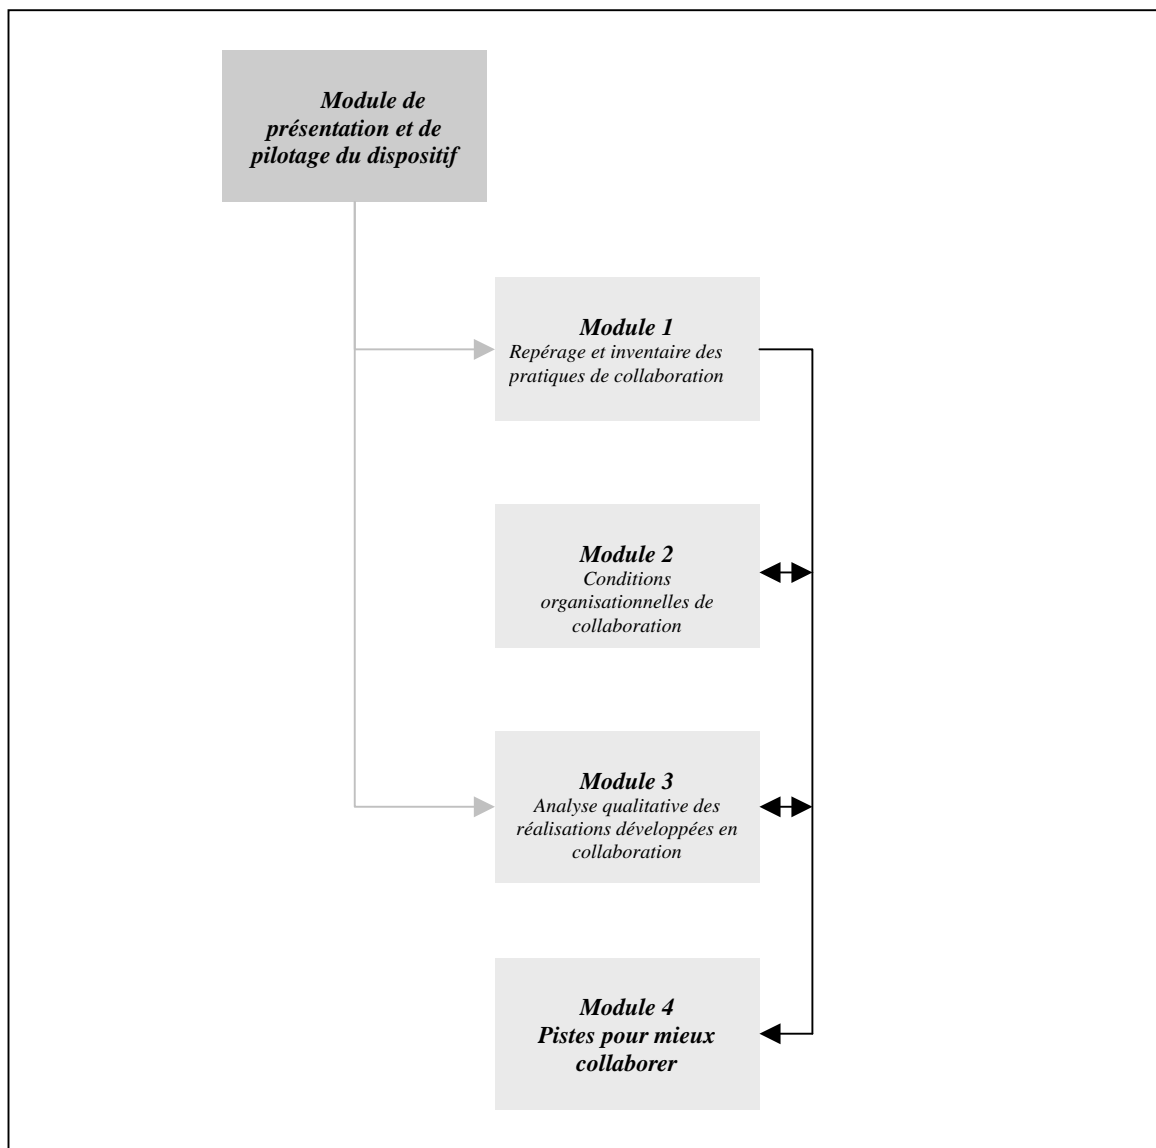 Module de
présentation et de
pilotage du dispositif
Module 1
Repérage et inventaire des
pratiques de collaboration
Module 2
Conditions
organisationnelles de
collaboration
Module 3
Analyse qualitative des
réalisations développées en
collaboration
Module 4
Pistes pour mieux
collaborer